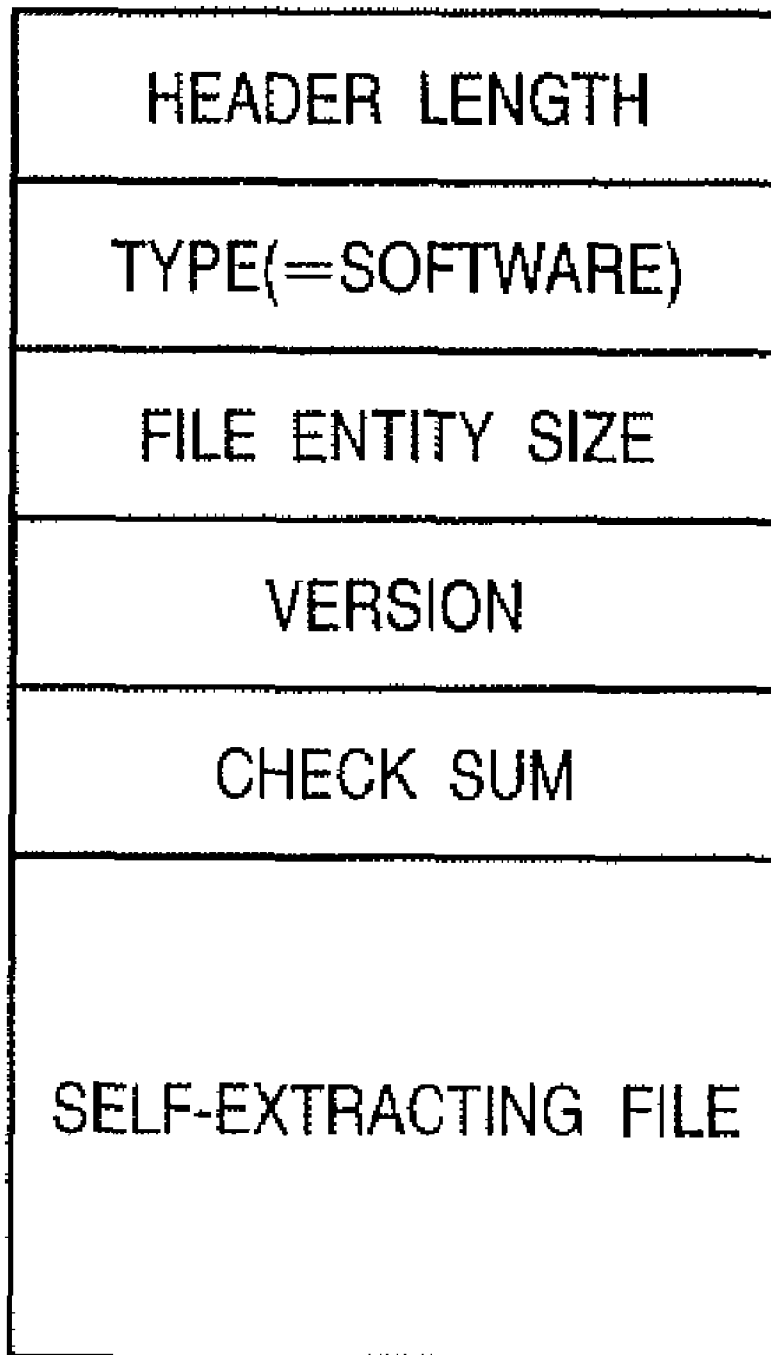 HEADER LENGTH
TYPE(=SOFTWARE)
FILE ENTITY SIZE
VERSION
CHECK SUM
SELF-EXTRACTING FILE